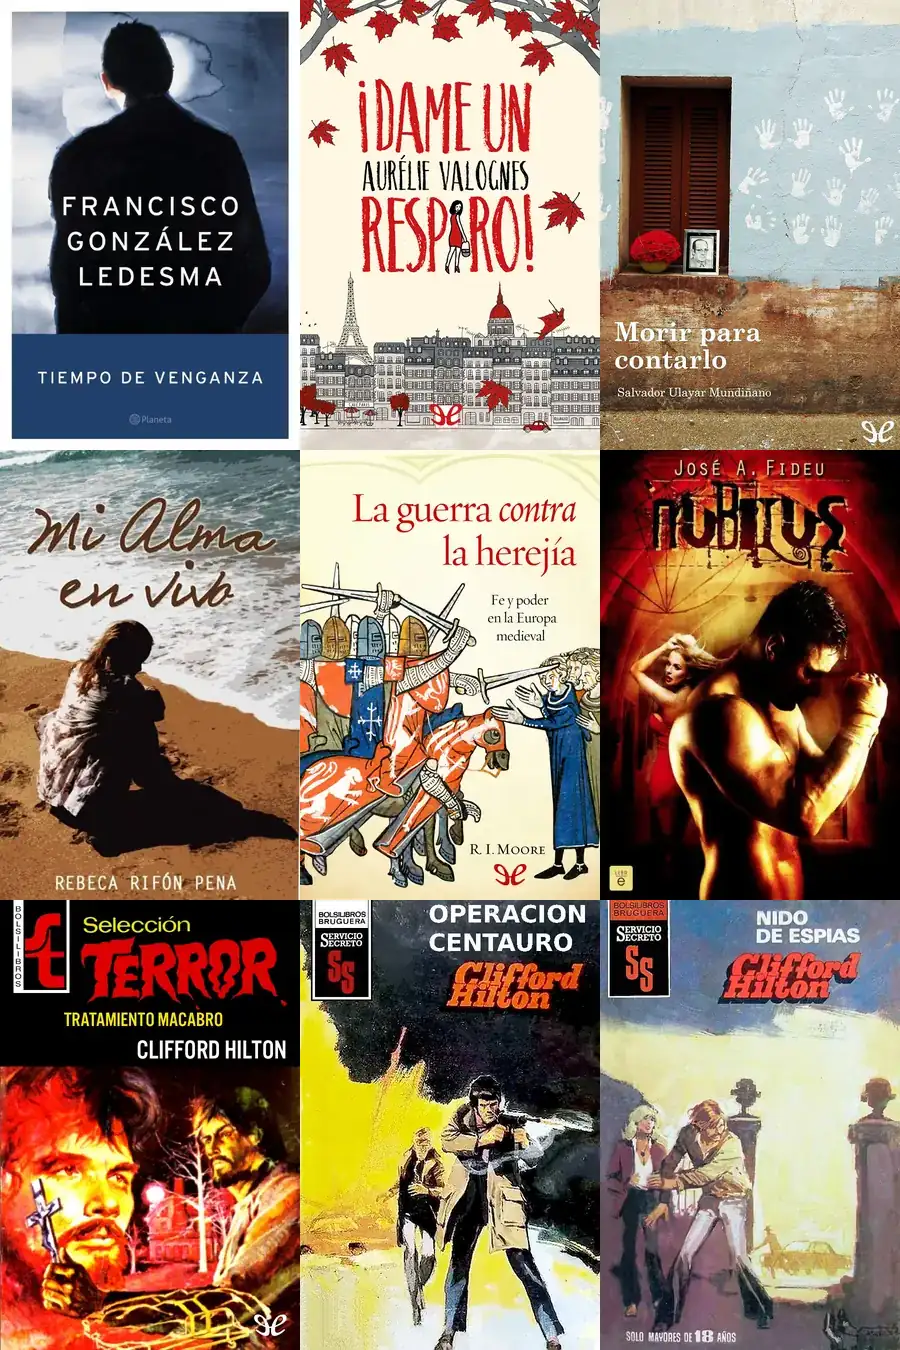 FRANCISCO
GONZÁLEZ
LEDESMA
TIEMPO DE VENGANZA
Planeta
¡DAME UN
AURÉLIE VALOGNES
RESPIRO!
Morir para
contarlo
Salvador Ulayar Mundiñano
Mi Alma
en vivo
REBECA RIFÓN PENA
La guerra contra
la herejía
Fe y poder
en la Europa
medieval
R. I. MOORE
JOSÉ A. FIDEU
NUBITUS
BOLSILIBROS
Selección
TERROR
TRATAMIENTO MACABRO
CLIFFORD HILTON
BOLSILIBROS
BRUGUERA
SERVICIO
SECRETO
SS
OPERACION
CENTAURO
Clifford
Hilton
BOLSILIBROS
BRUGUERA
SERVICIO
SECRETO
SS
NIDO
DE ESPIAS
Clifford
Hilton
SOLO MAYORES DE 18 AÑOS